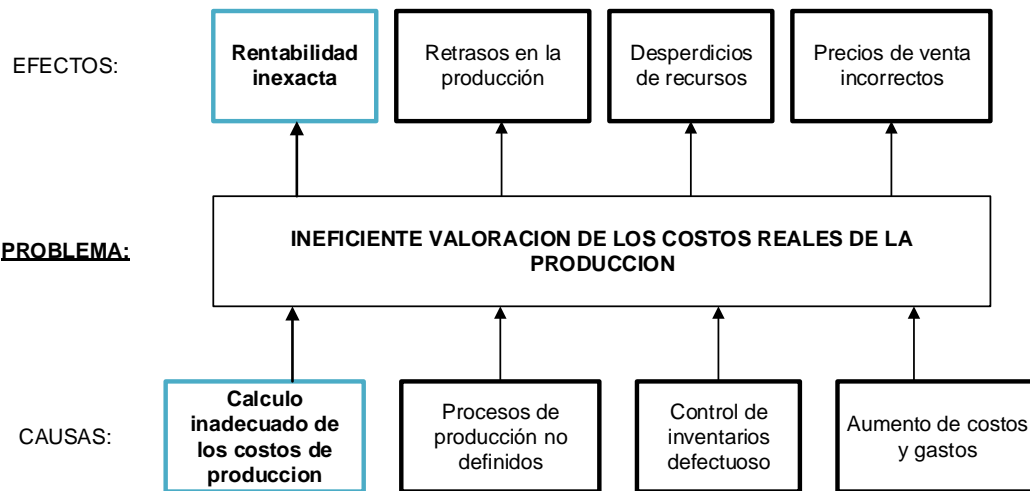 EFECTOS:
Rentabilidad
inexacta
Retrasos en la
producción
Desperdicios
de recursos
Precios de venta
incorrectos
PROBLEMA:
INEFICIENTE VALORACION DE LOS COSTOS REALES DE LA
PRODUCCION
CAUSAS:
Calculo
inadecuado de
los costos de
produccion
Procesos de
producción no
definidos
Control de
inventarios
defectuoso
Aumento de costos
y gastos